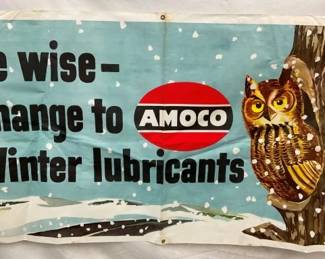 e wise-
hange to AMOCO
Winter lubricants